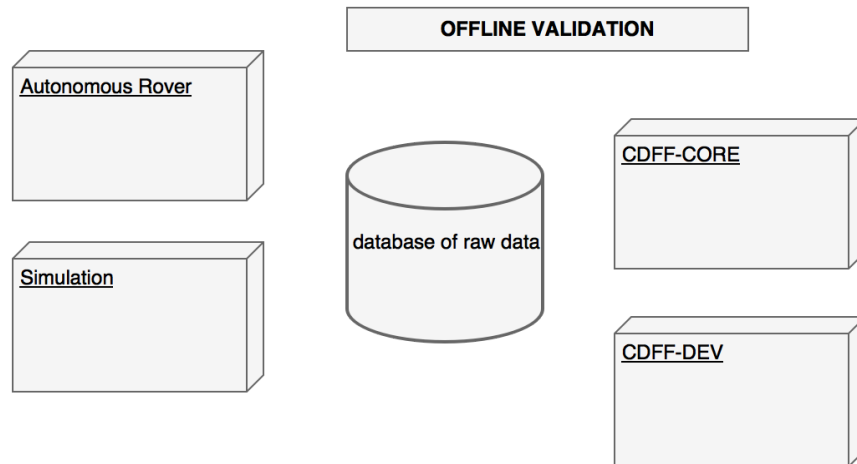 OFFLINE VALIDATION
Autonomous Rover
CDFF-CORE
database of raw data
Simulation
CDFF-DEV